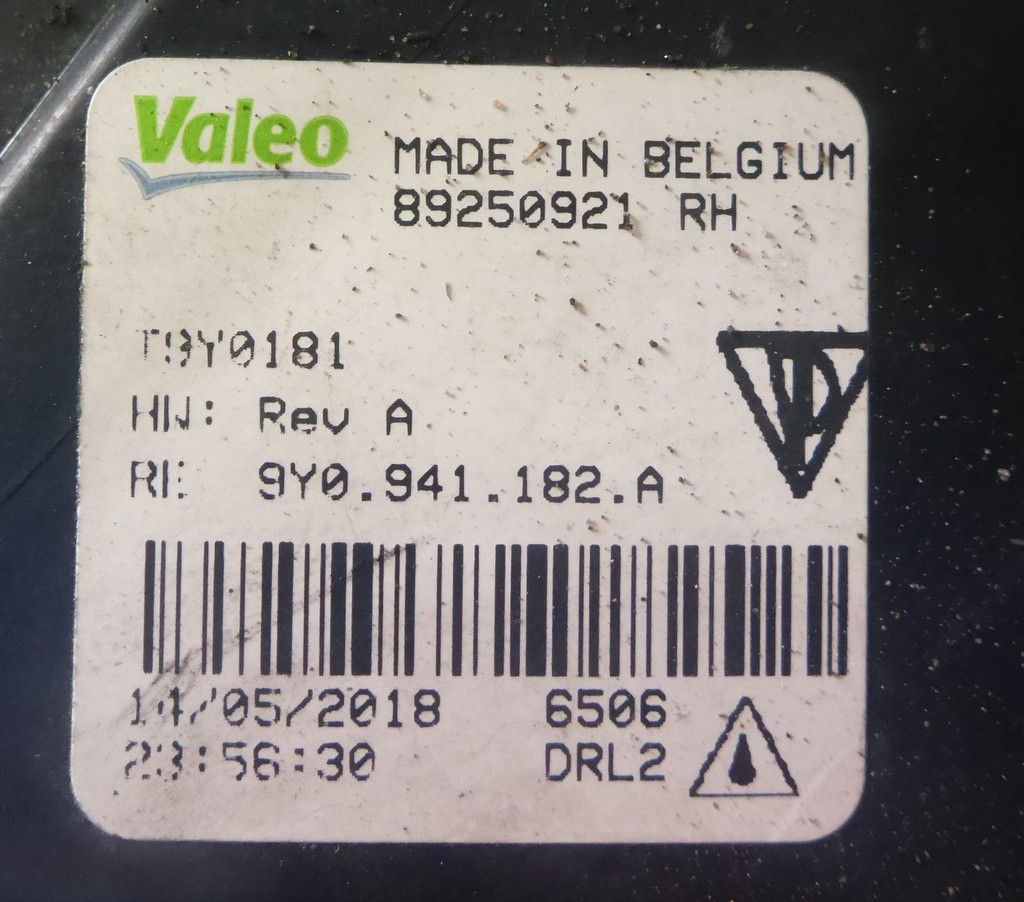 Valeo
MADE IN BELGIUM
89250921 RH
T9Y0181
HW: Rev A
9Y0.941.182.A
14/05/2018 6506
23:56:30 DRL2